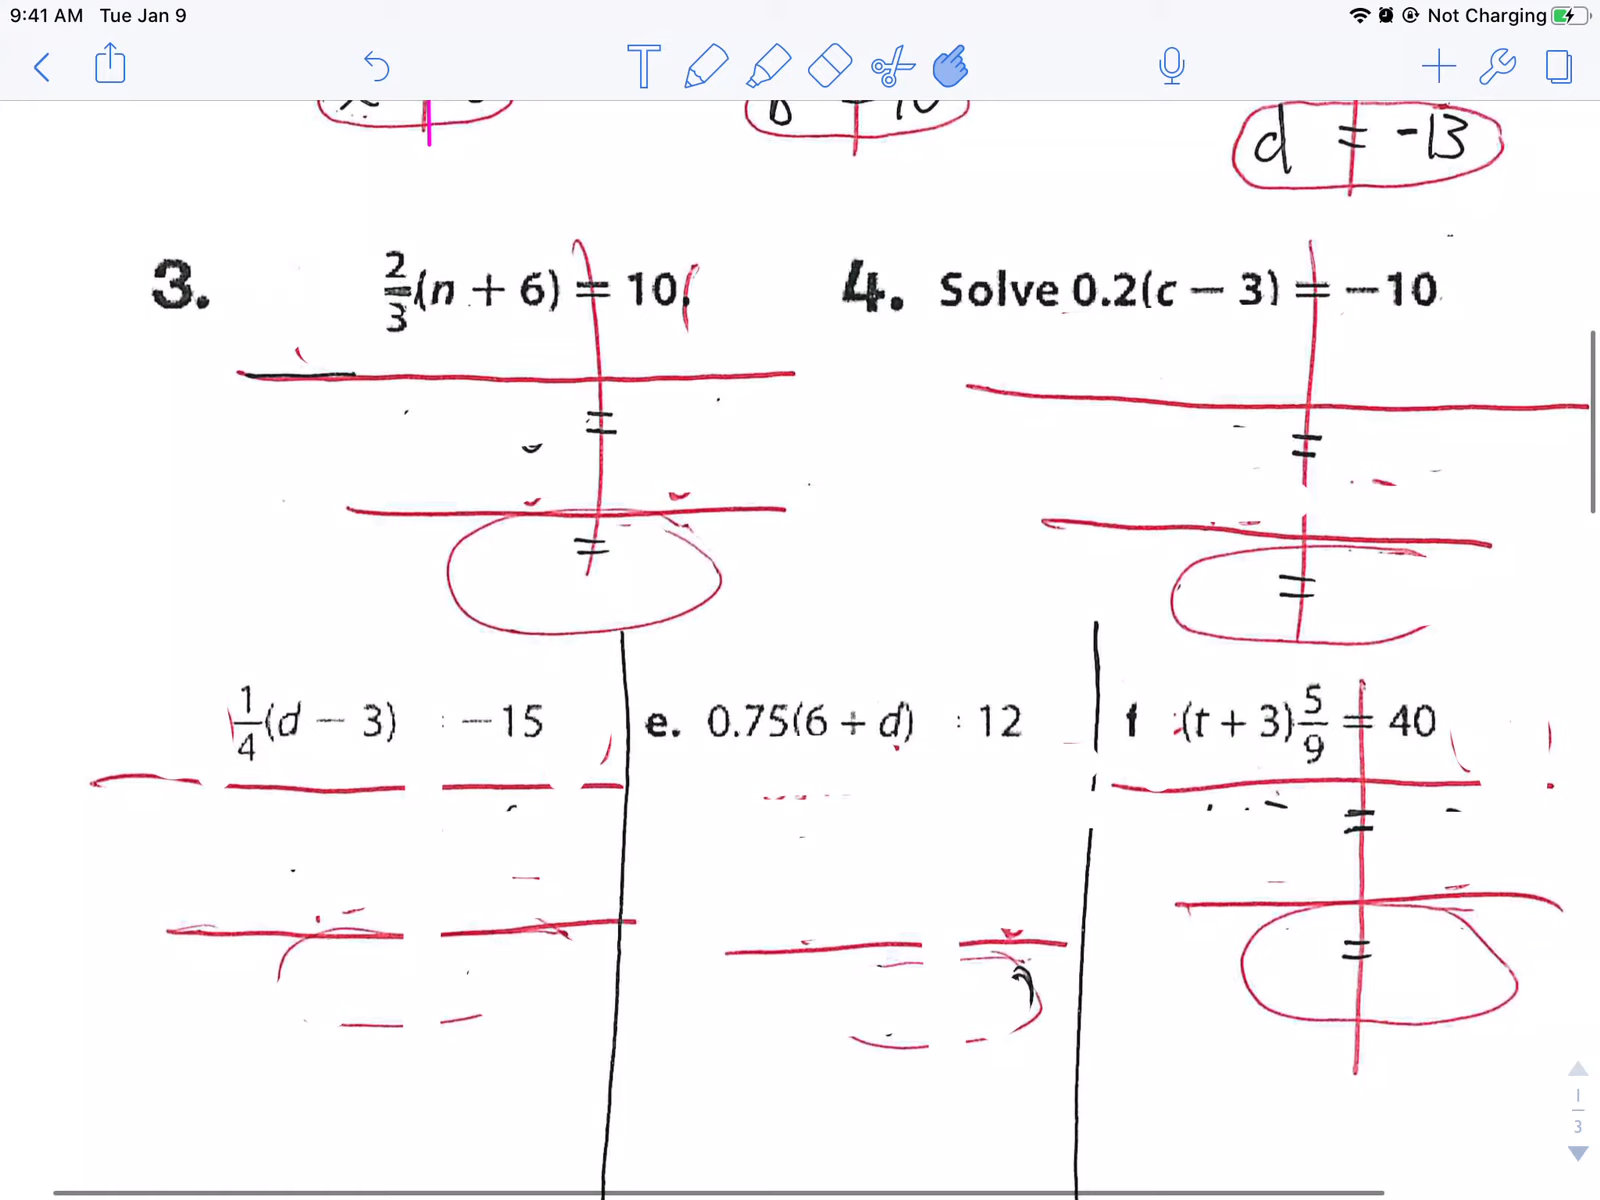 9:41 AM Tue Jan 9
Not Charging
T
d = -13
3. 2/3(n + 6) = 10
4. Solve 0.2(c − 3) = −10
=
=
=
=
1/4(d − 3) : −15
e. 0.75(6 + d) : 12
f (t + 3)5/9 = 40
=
=
1
3